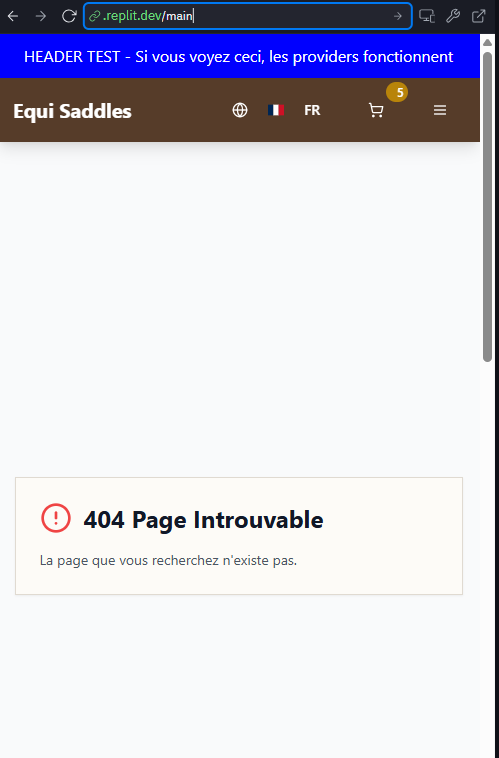 .replit.dev/main
HEADER TEST - Si vous voyez ceci, les providers fonctionnent
Equi Saddles
FR
5
404 Page Introuvable
La page que vous recherchez n'existe pas.